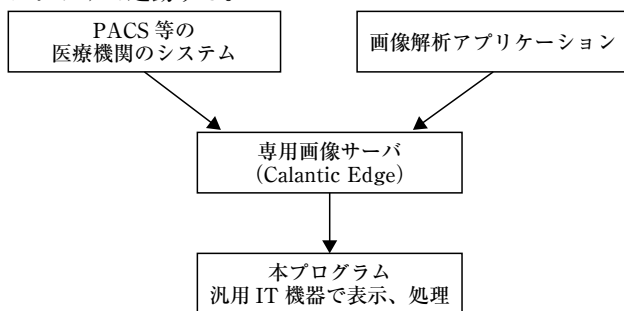 PACS 等の
医療機関のシステム
画像解析アプリケーション
専用画像サーバ
（Calantic Edge）
本プログラム
汎用 IT 機器で表示、処理